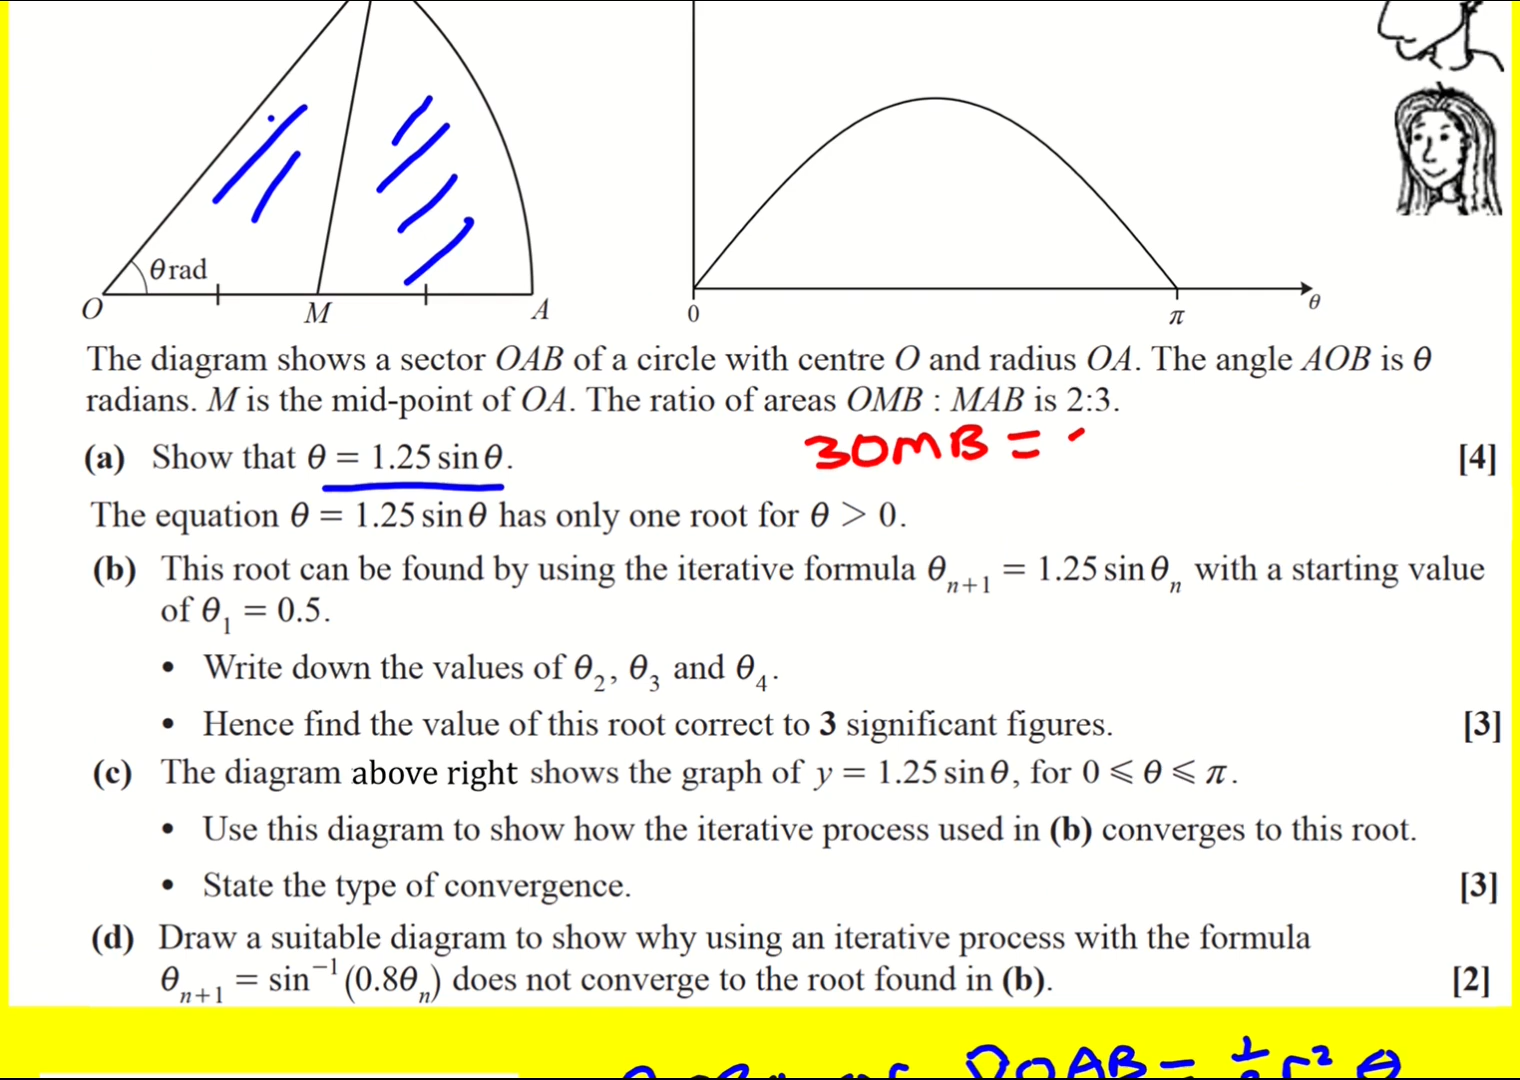 θ rad
O M A 0 π θ
The diagram shows a sector OAB of a circle with centre O and radius OA. The angle AOB is θ
radians. M is the mid-point of OA. The ratio of areas OMB : MAB is 2:3.
3OMB =
(a) Show that θ = 1.25 sin θ. [4]
The equation θ = 1.25 sin θ has only one root for θ > 0.
(b) This root can be found by using the iterative formula θₙ₊₁ = 1.25 sin θₙ with a starting value
of θ₁ = 0.5.
• Write down the values of θ₂, θ₃ and θ₄.
• Hence find the value of this root correct to 3 significant figures. [3]
(c) The diagram above right shows the graph of y = 1.25 sin θ, for 0 ⩽ θ ⩽ π.
• Use this diagram to show how the iterative process used in (b) converges to this root.
• State the type of convergence. [3]
(d) Draw a suitable diagram to show why using an iterative process with the formula
θₙ₊₁ = sin⁻¹(0.8θₙ) does not converge to the root found in (b). [2]
OAB = ½ r² θ